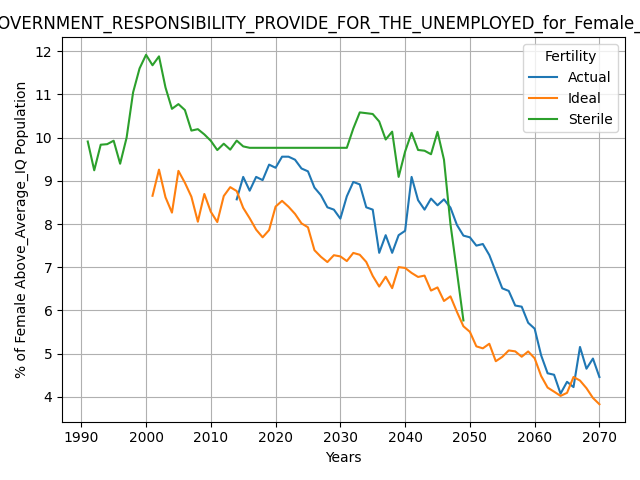 OVERNMENT_RESPONSIBILITY_PROVIDE_FOR_THE_UNEMPLOYED_for_Female_
% of Female Above_Average_IQ Population
12
11
10
9
8
7
6
5
4
Fertility
Actual
Ideal
Sterile
1990 2000 2010 2020 2030 2040 2050 2060 2070
Years